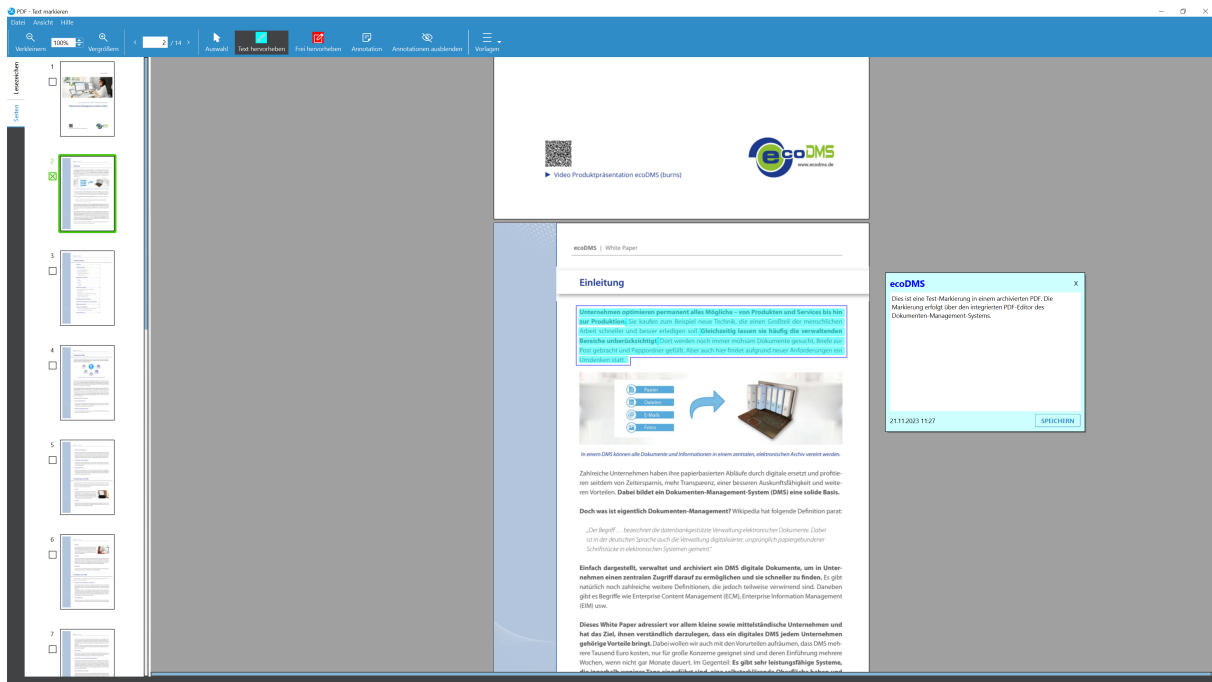 PDF - Text markieren
Datei Ansicht Hilfe
Verkleinern 100% Vergrößern 2 / 14 Auswahl Text hervorheben Frei hervorheben Annotation Annotationen ausblenden Vorlagen
Lesezeichen
Seiten
1
2
3
4
5
6
7
ecoDMS
www.ecodms.de
Video Produktpräsentation ecoDMS (burns)
ecoDMS | White Paper
Einleitung
Unternehmen optimieren permanent alles Mögliche – von Produkten und Services bis hin
zur Produktion. Sie kaufen zum Beispiel neue Technik, die einen Großteil der menschlichen
Arbeit schneller und besser erledigen soll. Gleichzeitig lassen sie häufig die verwaltenden
Bereiche unberücksichtigt. Dort werden noch immer mühsam Dokumente gesucht, Briefe zur
Post gebracht und Pappordner gefüllt. Aber auch hier findet aufgrund neuer Anforderungen ein
Umdenken statt.
Papier
Dateien
E-Mails
Fotos
In einem DMS können alle Dokumente und Informationen in einem zentralen, elektronischen Archiv vereint werden.
Zahlreiche Unternehmen haben ihre papierbasierten Abläufe durch digitale ersetzt und profitie-
ren seitdem von Zeitersparnis, mehr Transparenz, einer besseren Auskunftsfähigkeit und weite-
ren Vorteilen. Dabei bildet ein Dokumenten-Management-System (DMS) eine solide Basis.
Doch was ist eigentlich Dokumenten-Management? Wikipedia hat folgende Definition parat:
„Der Begriff … bezeichnet die datenbankgestützte Verwaltung elektronischer Dokumente. Dabei
ist in der deutschen Sprache auch die Verwaltung digitalisierter, ursprünglich papiergebundener
Schriftstücke in elektronischen Systemen gemeint.“
Einfach dargestellt, verwaltet und archiviert ein DMS digitale Dokumente, um in Unter-
nehmen einen zentralen Zugriff darauf zu ermöglichen und sie schneller zu finden. Es gibt
natürlich noch zahlreiche weitere Definitionen, die jedoch teilweise verwirrend sind. Daneben
gibt es Begriffe wie Enterprise Content Management (ECM), Enterprise Information Management
(EIM) usw.
Dieses White Paper adressiert vor allem kleine sowie mittelständische Unternehmen und
hat das Ziel, ihnen verständlich darzulegen, dass ein digitales DMS jedem Unternehmen
gehörige Vorteile bringt. Dabei wollen wir auch mit den Vorurteilen aufräumen, dass DMS meh-
rere Tausend Euro kosten, nur für große Konzerne geeignet sind und deren Einführung mehrere
Wochen, wenn nicht gar Monate dauert. Im Gegenteil: Es gibt sehr leistungsfähige Systeme,
ecoDMS X
Dies ist eine Test-Markierung in einem archivierten PDF. Die
Markierung erfolgt über den integrierten PDF-Editor des
Dokumenten-Management-Systems.
21.11.2023 11:27 SPEICHERN